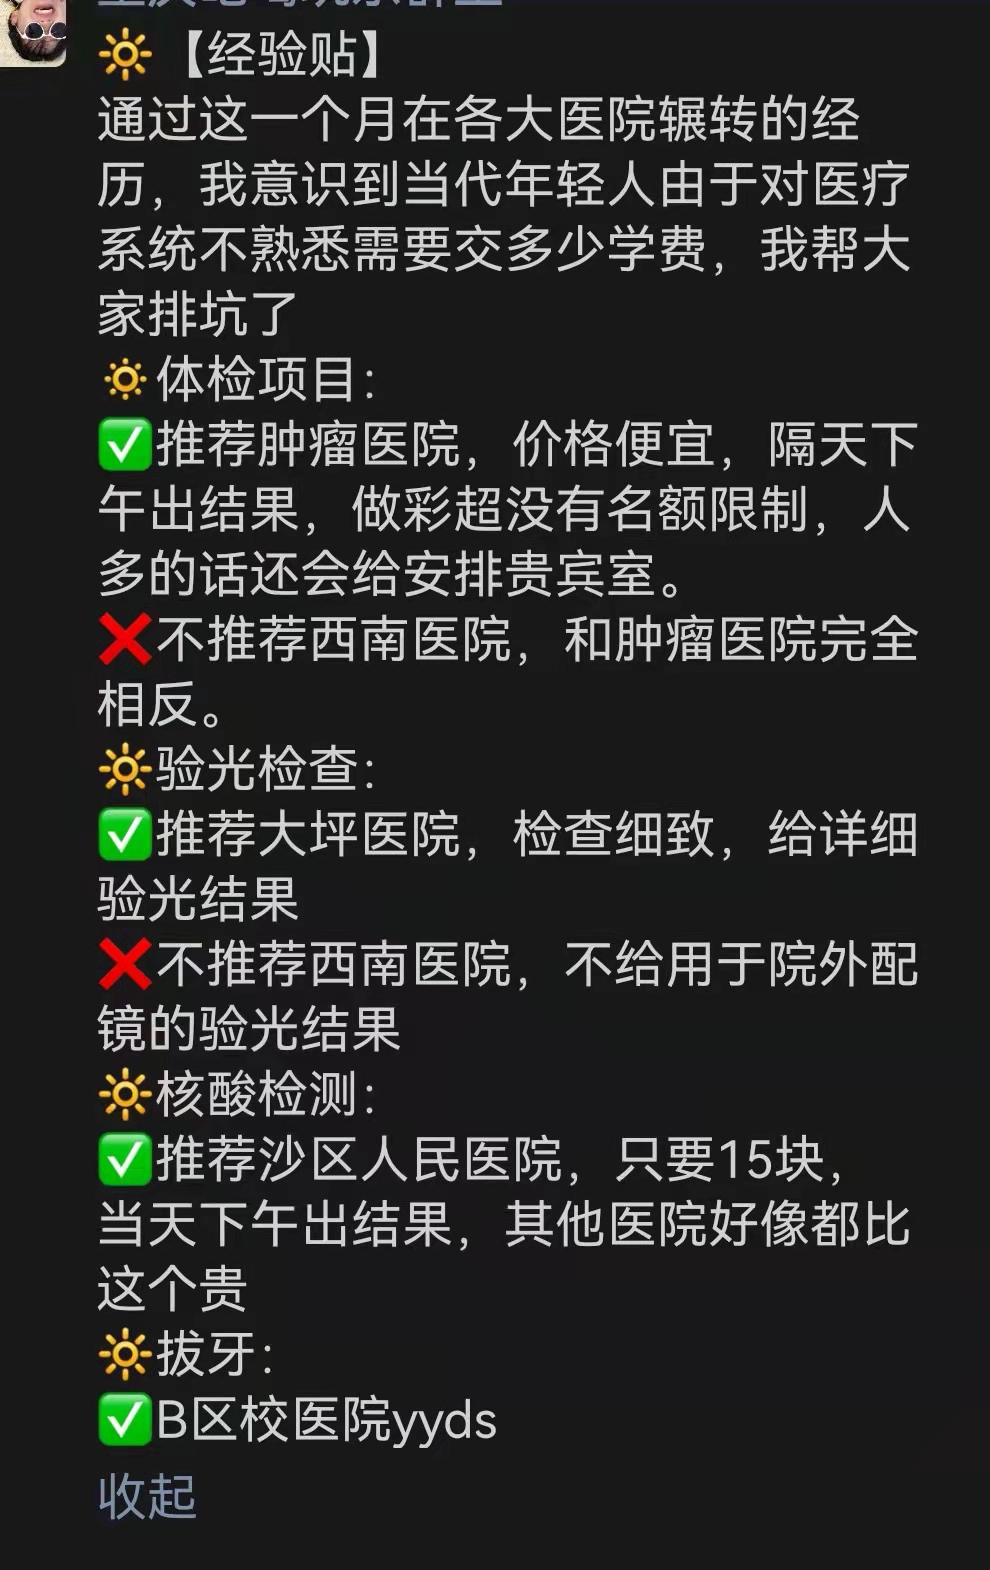 🔆【经验贴】
通过这一个月在各大医院辗转的经
历，我意识到当代年轻人由于对医疗
系统不熟悉需要交多少学费，我帮大
家排坑了
🔅体检项目：
✅推荐肿瘤医院，价格便宜，隔天下
午出结果，做彩超没有名额限制，人
多的话还会给安排贵宾室。
❌不推荐西南医院，和肿瘤医院完全
相反。
🔆验光检查：
✅推荐大坪医院，检查细致，给详细
验光结果
❌不推荐西南医院，不给用于院外配
镜的验光结果
🔆核酸检测：
✅推荐沙区人民医院，只要15块，
当天下午出结果，其他医院好像都比
这个贵
🔆拔牙：
✅B区校医院yyds
收起